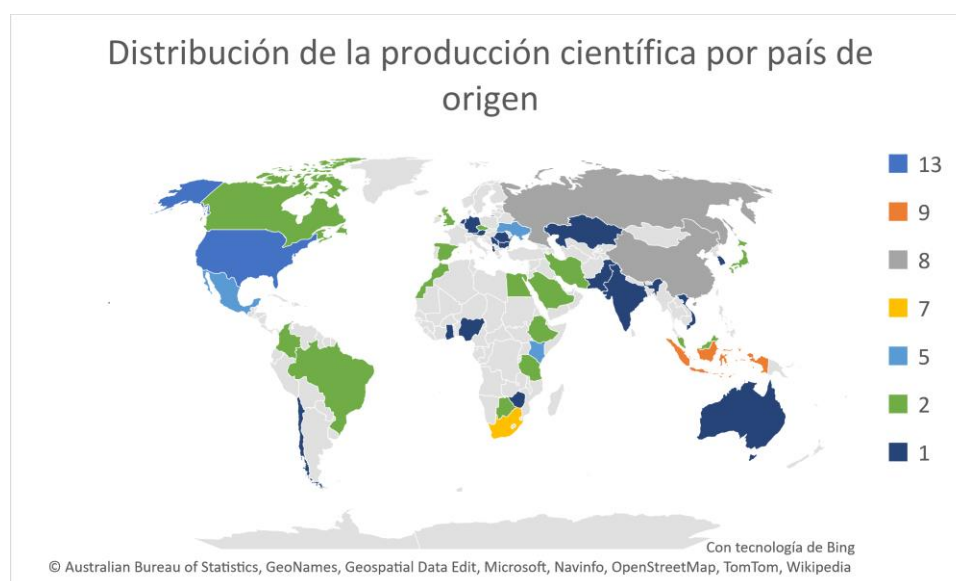 Distribución de la producción científica por país de
origen
13
9
8
7
5
2
1
Con tecnología de Bing
© Australian Bureau of Statistics, GeoNames, Geospatial Data Edit, Microsoft, Navinfo, OpenStreetMap, TomTom, Wikipedia